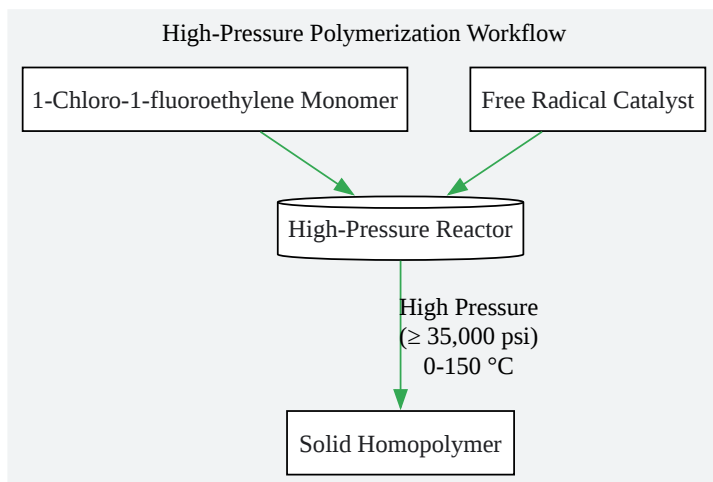 High-Pressure Polymerization Workflow
1-Chloro-1-fluoroethylene Monomer
Free Radical Catalyst
High-Pressure Reactor
High Pressure
(≥ 35,000 psi)
0-150 °C
Solid Homopolymer